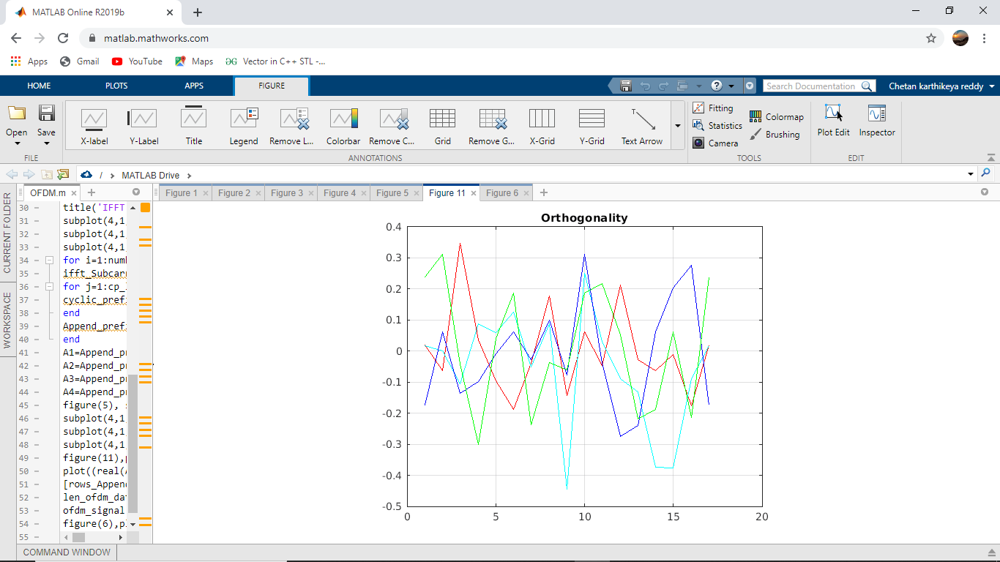 MATLAB Online R2019b
matlab.mathworks.com
Apps Gmail YouTube Maps Vector in C++ STL -...
HOME PLOTS APPS FIGURE Search Documentation Chetan karthikeya reddy
Open Save X-label Y-Label Title Legend Remove L... Colorbar Remove C... Grid Remove G... X-Grid Y-Grid Text Arrow
Fitting
Statistics
Camera
Colormap
Brushing
Plot Edit Inspector
FILE ANNOTATIONS TOOLS EDIT
/ MATLAB Drive
CURRENT FOLDER
WORKSPACE
OFDM.m
Figure 1 Figure 2 Figure 3 Figure 4 Figure 5 Figure 11 Figure 6
30 title('IFFT
31 subplot(4,1
32 subplot(4,1
33 subplot(4,1
34 for i=1:num
35 ifft_Subcar
36 for j=1:cp_
37 cyclic_pref
38 end
39 Append_pref
40 end
41 A1=Append_p
42 A2=Append_p
43 A3=Append_p
44 A4=Append_p
45 figure(5),
46 subplot(4,1
47 subplot(4,1
48 subplot(4,1
49 figure(11),
50 plot((real(
51 [rows_Appen
52 len_ofdm_da
53 ofdm_signal
54 figure(6),p
55
Orthogonality
0.4
0.3
0.2
0.1
0
-0.1
-0.2
-0.3
-0.4
-0.5
0 5 10 15 20
COMMAND WINDOW